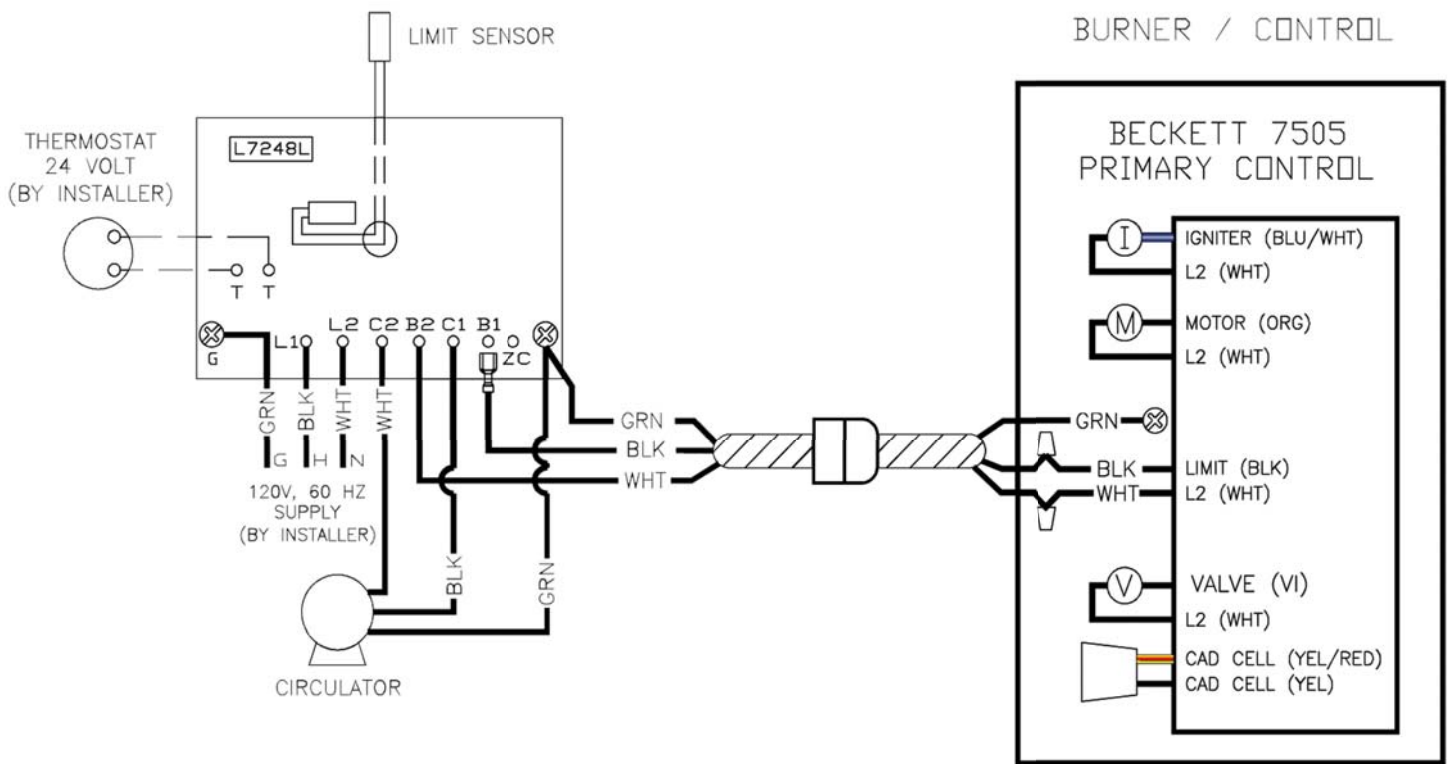 BURNER / CONTROL
LIMIT SENSOR
THERMOSTAT
24 VOLT
(BY INSTALLER)
L7248L
T T
G
L1 L2 C2 B2 C1 B1 ZC
GRN
BLK
WHT
WHT
G H N
120V, 60 HZ
SUPPLY
(BY INSTALLER)
BLK
GRN
CIRCULATOR
GRN
BLK
WHT
BECKETT 7505
PRIMARY CONTROL
I IGNITER (BLU/WHT)
L2 (WHT)
M MOTOR (ORG)
L2 (WHT)
GRN
BLK LIMIT (BLK)
WHT L2 (WHT)
V VALVE (VI)
L2 (WHT)
CAD CELL (YEL/RED)
CAD CELL (YEL)